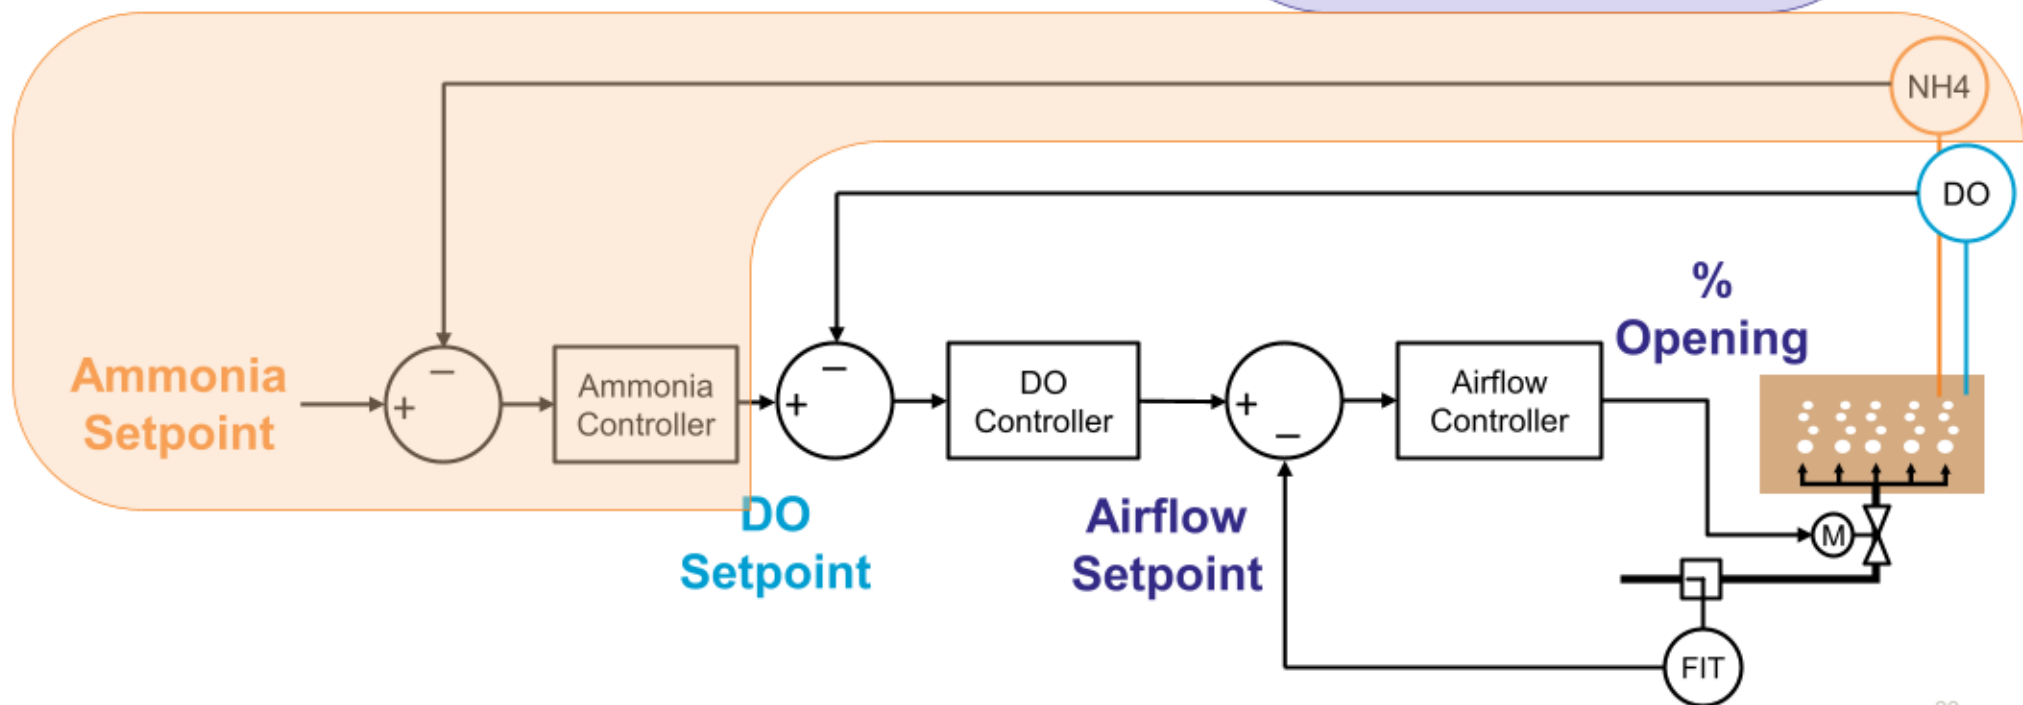 NH4
DO
%
Opening
Ammonia
Setpoint
−
+
Ammonia
Controller
−
+
DO
Controller
+
−
Airflow
Controller
DO
Setpoint
Airflow
Setpoint
M
FIT